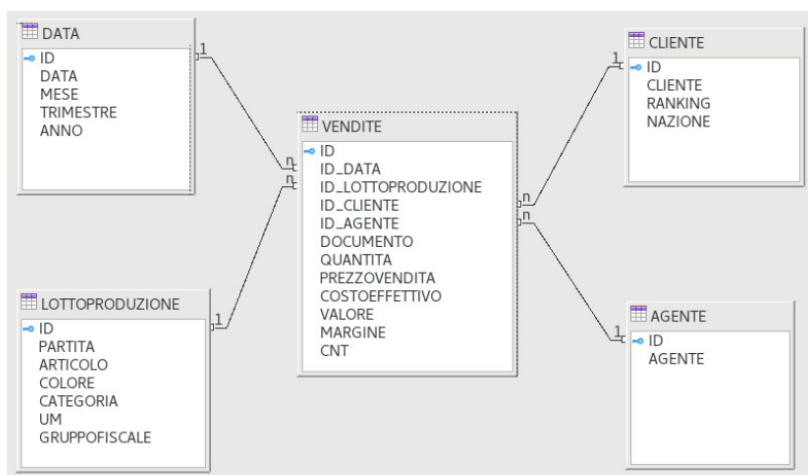 DATA
ID
DATA
MESE
TRIMESTRE
ANNO
1
n
LOTTOPRODUZIONE
ID
PARTITA
ARTICOLO
COLORE
CATEGORIA
UM
GRUPPOFISCALE
1
n
VENDITE
ID
ID_DATA
ID_LOTTOPRODUZIONE
ID_CLIENTE
ID_AGENTE
DOCUMENTO
QUANTITA
PREZZOVENDITA
COSTOEFFETTIVO
VALORE
MARGINE
CNT
n
n
CLIENTE
1
ID
CLIENTE
RANKING
NAZIONE
AGENTE
1
ID
AGENTE